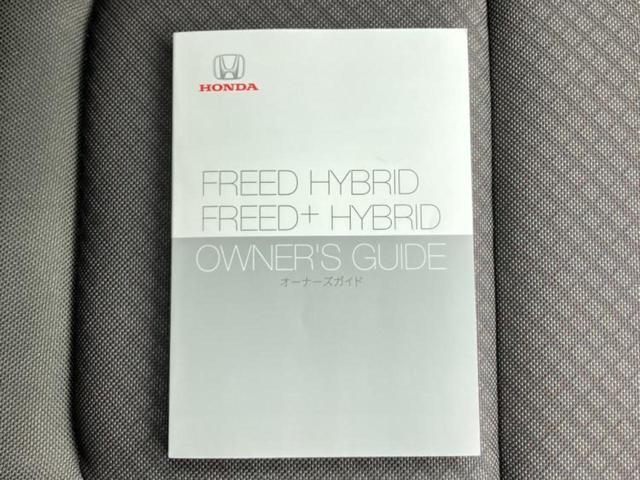 HONDA
FREED HYBRID
FREED+ HYBRID
OWNER'S GUIDE
オーナーズガイド